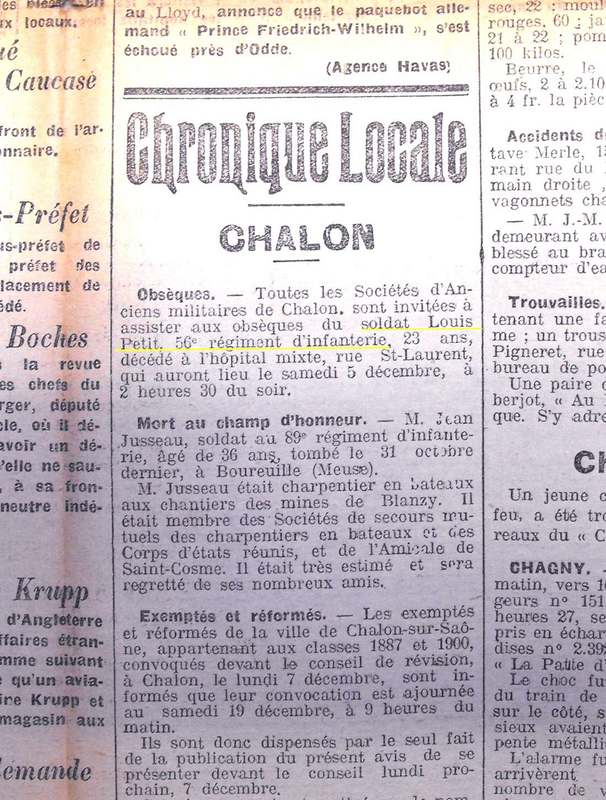 les bless
ux locaux.
ué
Caucase
front de l'ar-
onnaire.
s-Préfet
us-préfet de
préfet des
lacement de
édé.
Boches
la revue
es chefs du
rger, député
cle, où il dé-
avoir un dé-
'elle ne sau-
, à sa fron-
neutre indé-
Krupp
d'Angleterre
ffaires étran-
mme suivant
e qu'un avia-
ire Krupp et
magasin aux
lemande
au Lloyd, annonce que le paquebot alle-
mand « Prince Friedrich-Wilhelm », s'est
échoué près d'Odde.
(Agence Havas)
Chronique Locale
CHALON
Obsèques. — Toutes les Sociétés d'An-
ciens militaires de Chalon, sont invitées à
assister aux obsèques du soldat Louis
Petit, 56e régiment d'infanterie, 23 ans,
décédé à l'hôpital mixte, rue St-Laurent,
qui auront lieu le samedi 5 décembre, à
2 heures 30 du soir.
Mort au champ d'honneur. — M. Jean
Jusseau, soldat au 89e régiment d'infante-
rie, âgé de 36 ans, tombé le 31 octobre
dernier, à Boureuille (Meuse).
M. Jusseau était charpentier en bateaux
aux chantiers des mines de Blanzy. Il
était membre des Sociétés de secours mu-
tuels des charpentiers en bateaux et des
Corps d'états réunis, et de l'Amicale de
Saint-Cosme. Il était très estimé et sera
regretté de ses nombreux amis.
Exemptés et réformés. — Les exemptés
et réformés de la ville de Chalon-sur-Saô-
ne, appartenant aux classes 1887 et 1900,
convoqués devant le conseil de révision,
à Chalon, le lundi 7 décembre, sont in-
formés que leur convocation est ajournée
au samedi 19 décembre, à 9 heures du
matin.
Ils sont donc dispensés par le seul fait
de la publication du présent avis de se
présenter devant le conseil lundi pro-
chain, 7 décembre.
sec, 22 ; moul
rouges, 60 ; ja
21 à 22 ; pom
100 kilos.
Beurre, le
œufs, 2 à 2.10
à 4 fr. la pièc
Accidents d
tave Merle, 15
rant rue du
main droite
vagonnets cha
— M. J.-M.
demeurant av
blessé au bra
compteur d'ea
Trouvailles.
tenant une fa
me ; un trous
Pigneret, rue
bureau de po
Une paire d
berjot, « Au
que. S'y adre
CH
Un jeune c
feu, a été tro
reaux du « C
CHAGNY.
matin, vers 10
geurs n° 151
heures 27, se
pris en échar
dises n° 2.39
« La Patte d'
Le choc fu
du train de
sur le côté, s
sieux avaient
pente métalli
L'alarme fu
arrivèrent
nombre de v